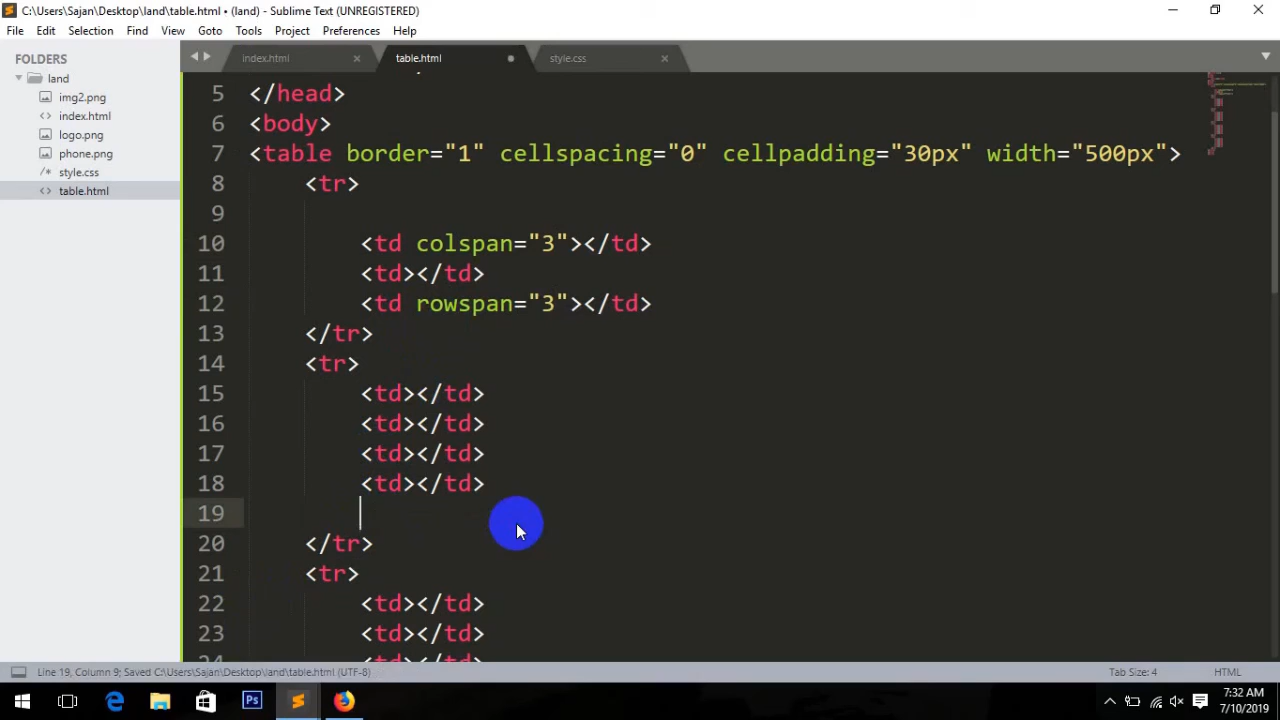 C:\Users\Sajan\Desktop\land\table.html • (land) - Sublime Text (UNREGISTERED)
File Edit Selection Find View Goto Tools Project Preferences Help
FOLDERS
land
img2.png
index.html
logo.png
phone.png
style.css
table.html
index.html table.html style.css
5 </head>
6 <body>
7 <table border="1" cellspacing="0" cellpadding="30px" width="500px">
8 <tr>
9
10 <td colspan="3"></td>
11 <td></td>
12 <td rowspan="3"></td>
13 </tr>
14 <tr>
15 <td></td>
16 <td></td>
17 <td></td>
18 <td></td>
19
20 </tr>
21 <tr>
22 <td></td>
23 <td></td>
Line 19, Column 9; Saved C:\Users\Sajan\Desktop\land\table.html (UTF-8) Tab Size: 4 HTML
Ps
7:32 AM
7/10/2019